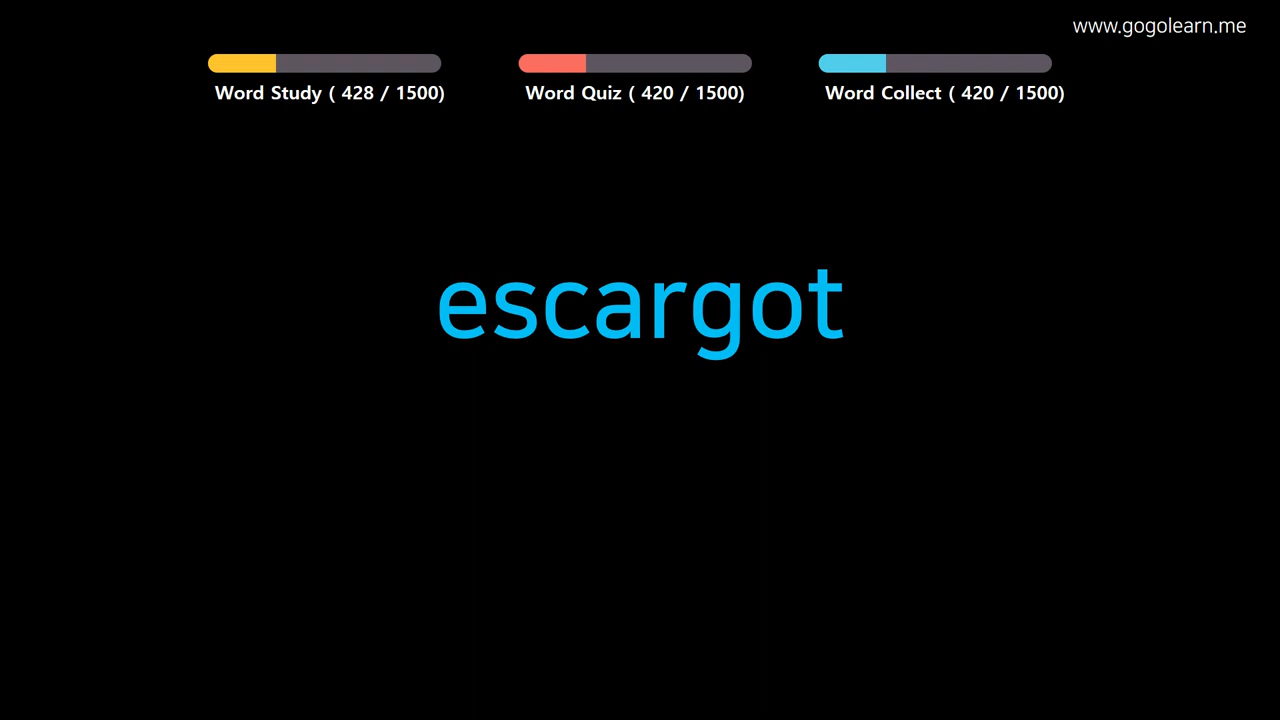 www.gogolearn.me
Word Study ( 428 / 1500)
Word Quiz ( 420 / 1500)
Word Collect ( 420 / 1500)
escargot